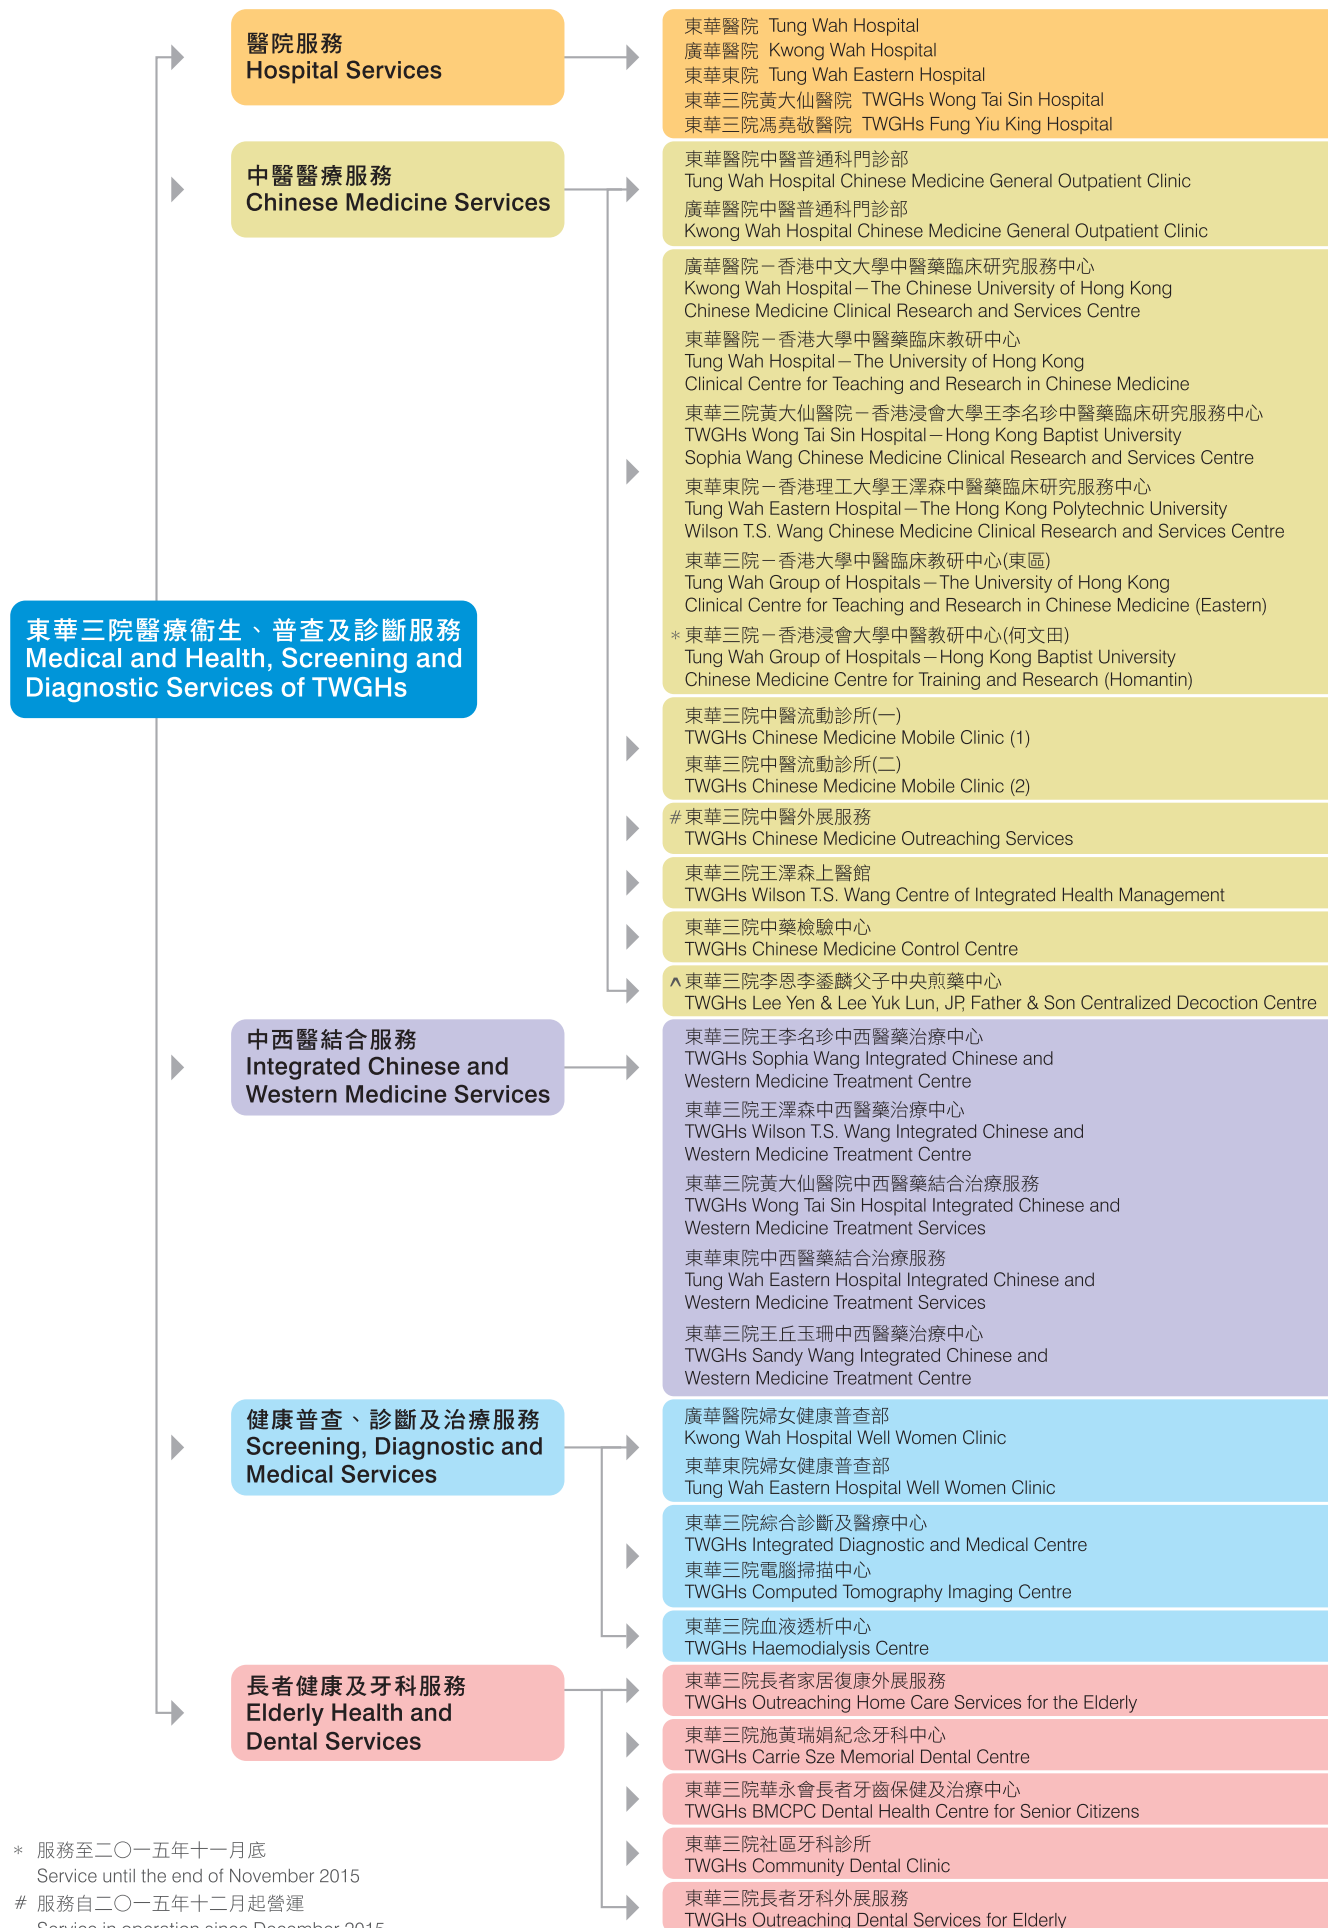 東華三院醫療衞生、普查及診斷服務
Medical and Health, Screening and
Diagnostic Services of TWGHs
醫院服務
Hospital Services
東華醫院 Tung Wah Hospital
廣華醫院 Kwong Wah Hospital
東華東院 Tung Wah Eastern Hospital
東華三院黃大仙醫院 TWGHs Wong Tai Sin Hospital
東華三院馮堯敬醫院 TWGHs Fung Yiu King Hospital
中醫醫療服務
Chinese Medicine Services
東華醫院中醫普通科門診部
Tung Wah Hospital Chinese Medicine General Outpatient Clinic
廣華醫院中醫普通科門診部
Kwong Wah Hospital Chinese Medicine General Outpatient Clinic
廣華醫院－香港中文大學中醫藥臨床研究服務中心
Kwong Wah Hospital－The Chinese University of Hong Kong
Chinese Medicine Clinical Research and Services Centre
東華醫院－香港大學中醫藥臨床教研中心
Tung Wah Hospital－The University of Hong Kong
Clinical Centre for Teaching and Research in Chinese Medicine
東華三院黃大仙醫院－香港浸會大學王李名珍中醫藥臨床研究服務中心
TWGHs Wong Tai Sin Hospital－Hong Kong Baptist University
Sophia Wang Chinese Medicine Clinical Research and Services Centre
東華東院－香港理工大學王澤森中醫藥臨床研究服務中心
Tung Wah Eastern Hospital－The Hong Kong Polytechnic University
Wilson T.S. Wang Chinese Medicine Clinical Research and Services Centre
東華三院－香港大學中醫臨床教研中心(東區)
Tung Wah Group of Hospitals－The University of Hong Kong
Clinical Centre for Teaching and Research in Chinese Medicine (Eastern)
* 東華三院－香港浸會大學中醫教研中心(何文田)
Tung Wah Group of Hospitals－Hong Kong Baptist University
Chinese Medicine Centre for Training and Research (Homantin)
東華三院中醫流動診所(一)
TWGHs Chinese Medicine Mobile Clinic (1)
東華三院中醫流動診所(二)
TWGHs Chinese Medicine Mobile Clinic (2)
# 東華三院中醫外展服務
TWGHs Chinese Medicine Outreaching Services
東華三院王澤森上醫館
TWGHs Wilson T.S. Wang Centre of Integrated Health Management
東華三院中藥檢驗中心
TWGHs Chinese Medicine Control Centre
^ 東華三院李恩李鋈麟父子中央煎藥中心
TWGHs Lee Yen & Lee Yuk Lun, JP, Father & Son Centralized Decoction Centre
中西醫結合服務
Integrated Chinese and
Western Medicine Services
東華三院王李名珍中西醫藥治療中心
TWGHs Sophia Wang Integrated Chinese and
Western Medicine Treatment Centre
東華三院王澤森中西醫藥治療中心
TWGHs Wilson T.S. Wang Integrated Chinese and
Western Medicine Treatment Centre
東華三院黃大仙醫院中西醫藥結合治療服務
TWGHs Wong Tai Sin Hospital Integrated Chinese and
Western Medicine Treatment Services
東華東院中西醫藥結合治療服務
Tung Wah Eastern Hospital Integrated Chinese and
Western Medicine Treatment Services
東華三院王丘玉珊中西醫藥治療中心
TWGHs Sandy Wang Integrated Chinese and
Western Medicine Treatment Centre
健康普查、診斷及治療服務
Screening, Diagnostic and
Medical Services
廣華醫院婦女健康普查部
Kwong Wah Hospital Well Women Clinic
東華東院婦女健康普查部
Tung Wah Eastern Hospital Well Women Clinic
東華三院綜合診斷及醫療中心
TWGHs Integrated Diagnostic and Medical Centre
東華三院電腦掃描中心
TWGHs Computed Tomography Imaging Centre
東華三院血液透析中心
TWGHs Haemodialysis Centre
長者健康及牙科服務
Elderly Health and
Dental Services
東華三院長者家居復康外展服務
TWGHs Outreaching Home Care Services for the Elderly
東華三院施黃瑞娟紀念牙科中心
TWGHs Carrie Sze Memorial Dental Centre
東華三院華永會長者牙齒保健及治療中心
TWGHs BMCPC Dental Health Centre for Senior Citizens
東華三院社區牙科診所
TWGHs Community Dental Clinic
東華三院長者牙科外展服務
TWGHs Outreaching Dental Services for Elderly
* 服務至二〇一五年十一月底
Service until the end of November 2015
# 服務自二〇一五年十二月起營運
Service in operation since December 2015